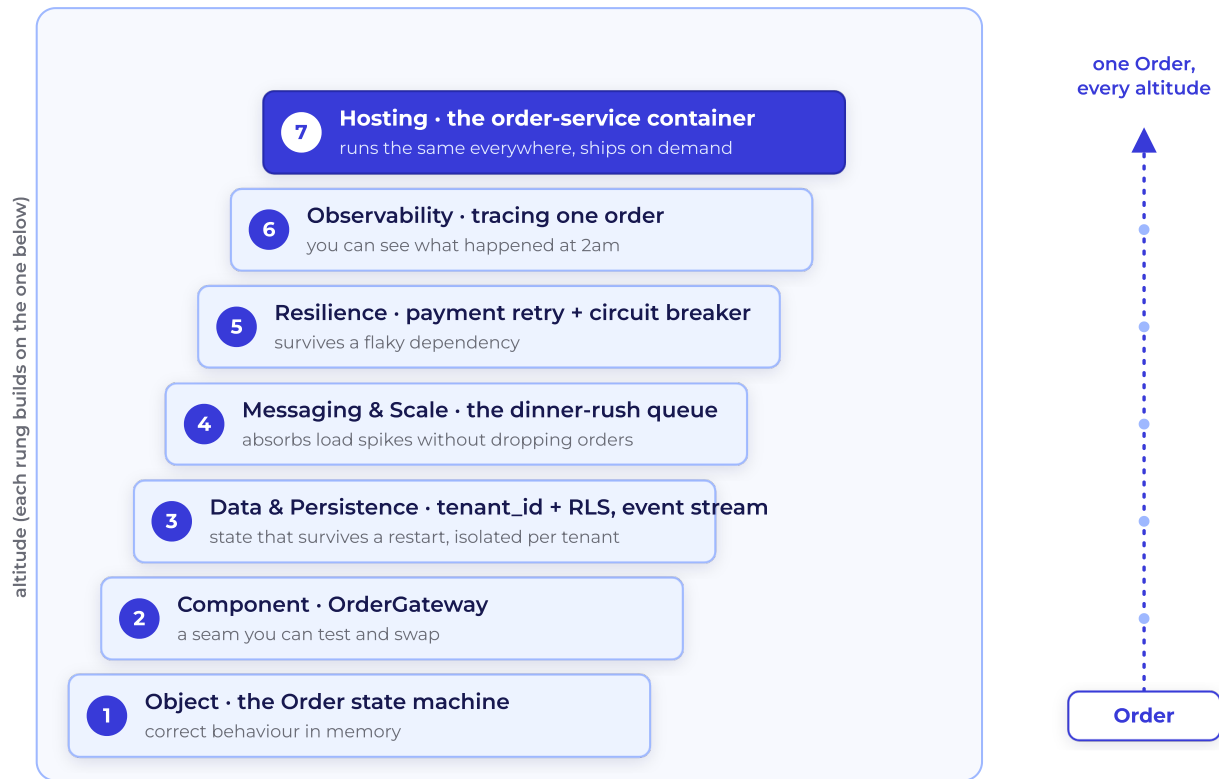 one Order,
every altitude
7
Hosting · the order-service container
runs the same everywhere, ships on demand
6
Observability · tracing one order
you can see what happened at 2am
5
Resilience · payment retry + circuit breaker
survives a flaky dependency
4
Messaging & Scale · the dinner-rush queue
absorbs load spikes without dropping orders
3
Data & Persistence · tenant_id + RLS, event stream
state that survives a restart, isolated per tenant
2
Component · OrderGateway
a seam you can test and swap
1
Object · the Order state machine
correct behaviour in memory
altitude (each rung builds on the one below)
Order